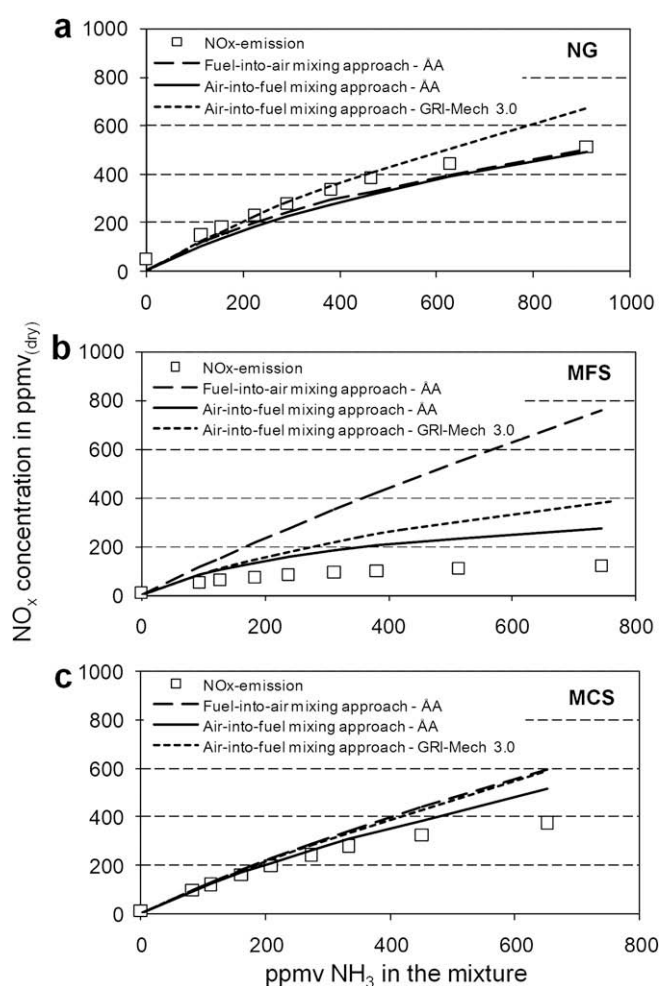 a
NG
NOx-emission
Fuel-into-air mixing approach - ÅA
Air-into-fuel mixing approach - ÅA
Air-into-fuel mixing approach - GRI-Mech 3.0
1000
800
600
400
200
0
0 200 400 600 800 1000
b
MFS
NOx-emission
Fuel-into-air mixing approach - ÅA
Air-into-fuel mixing approach - ÅA
Air-into-fuel mixing approach - GRI-Mech 3.0
1000
800
600
400
200
0
0 200 400 600 800
NOx concentration in ppmv(dry)
c
MCS
NOx-emission
Fuel-into-air mixing approach - ÅA
Air-into-fuel mixing approach - ÅA
Air-into-fuel mixing approach - GRI-Mech 3.0
1000
800
600
400
200
0
0 200 400 600 800
ppmv NH3 in the mixture